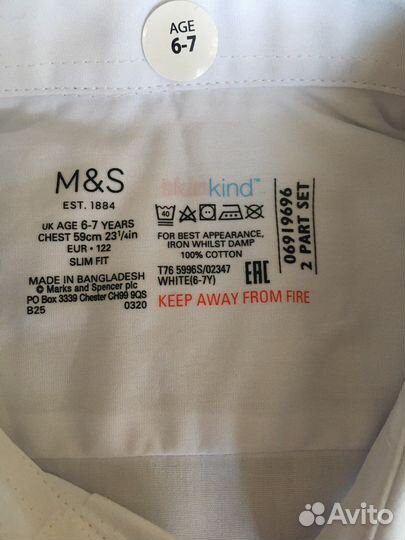 AGE
6-7
M&S
EST. 1884
UK AGE 6-7 YEARS
CHEST 59cm 23¼in
EUR • 122
SLIM FIT
MADE IN BANGLADESH
© Marks and Spencer plc
PO Box 3339 Chester CH99 9QS
B25 0320
skinkind™
40
FOR BEST APPEARANCE,
IRON WHILST DAMP
100% COTTON
T76 5996S/02347
WHITE(6-7Y)
EAC
KEEP AWAY FROM FIRE
06919696
2 PART SET
Avito